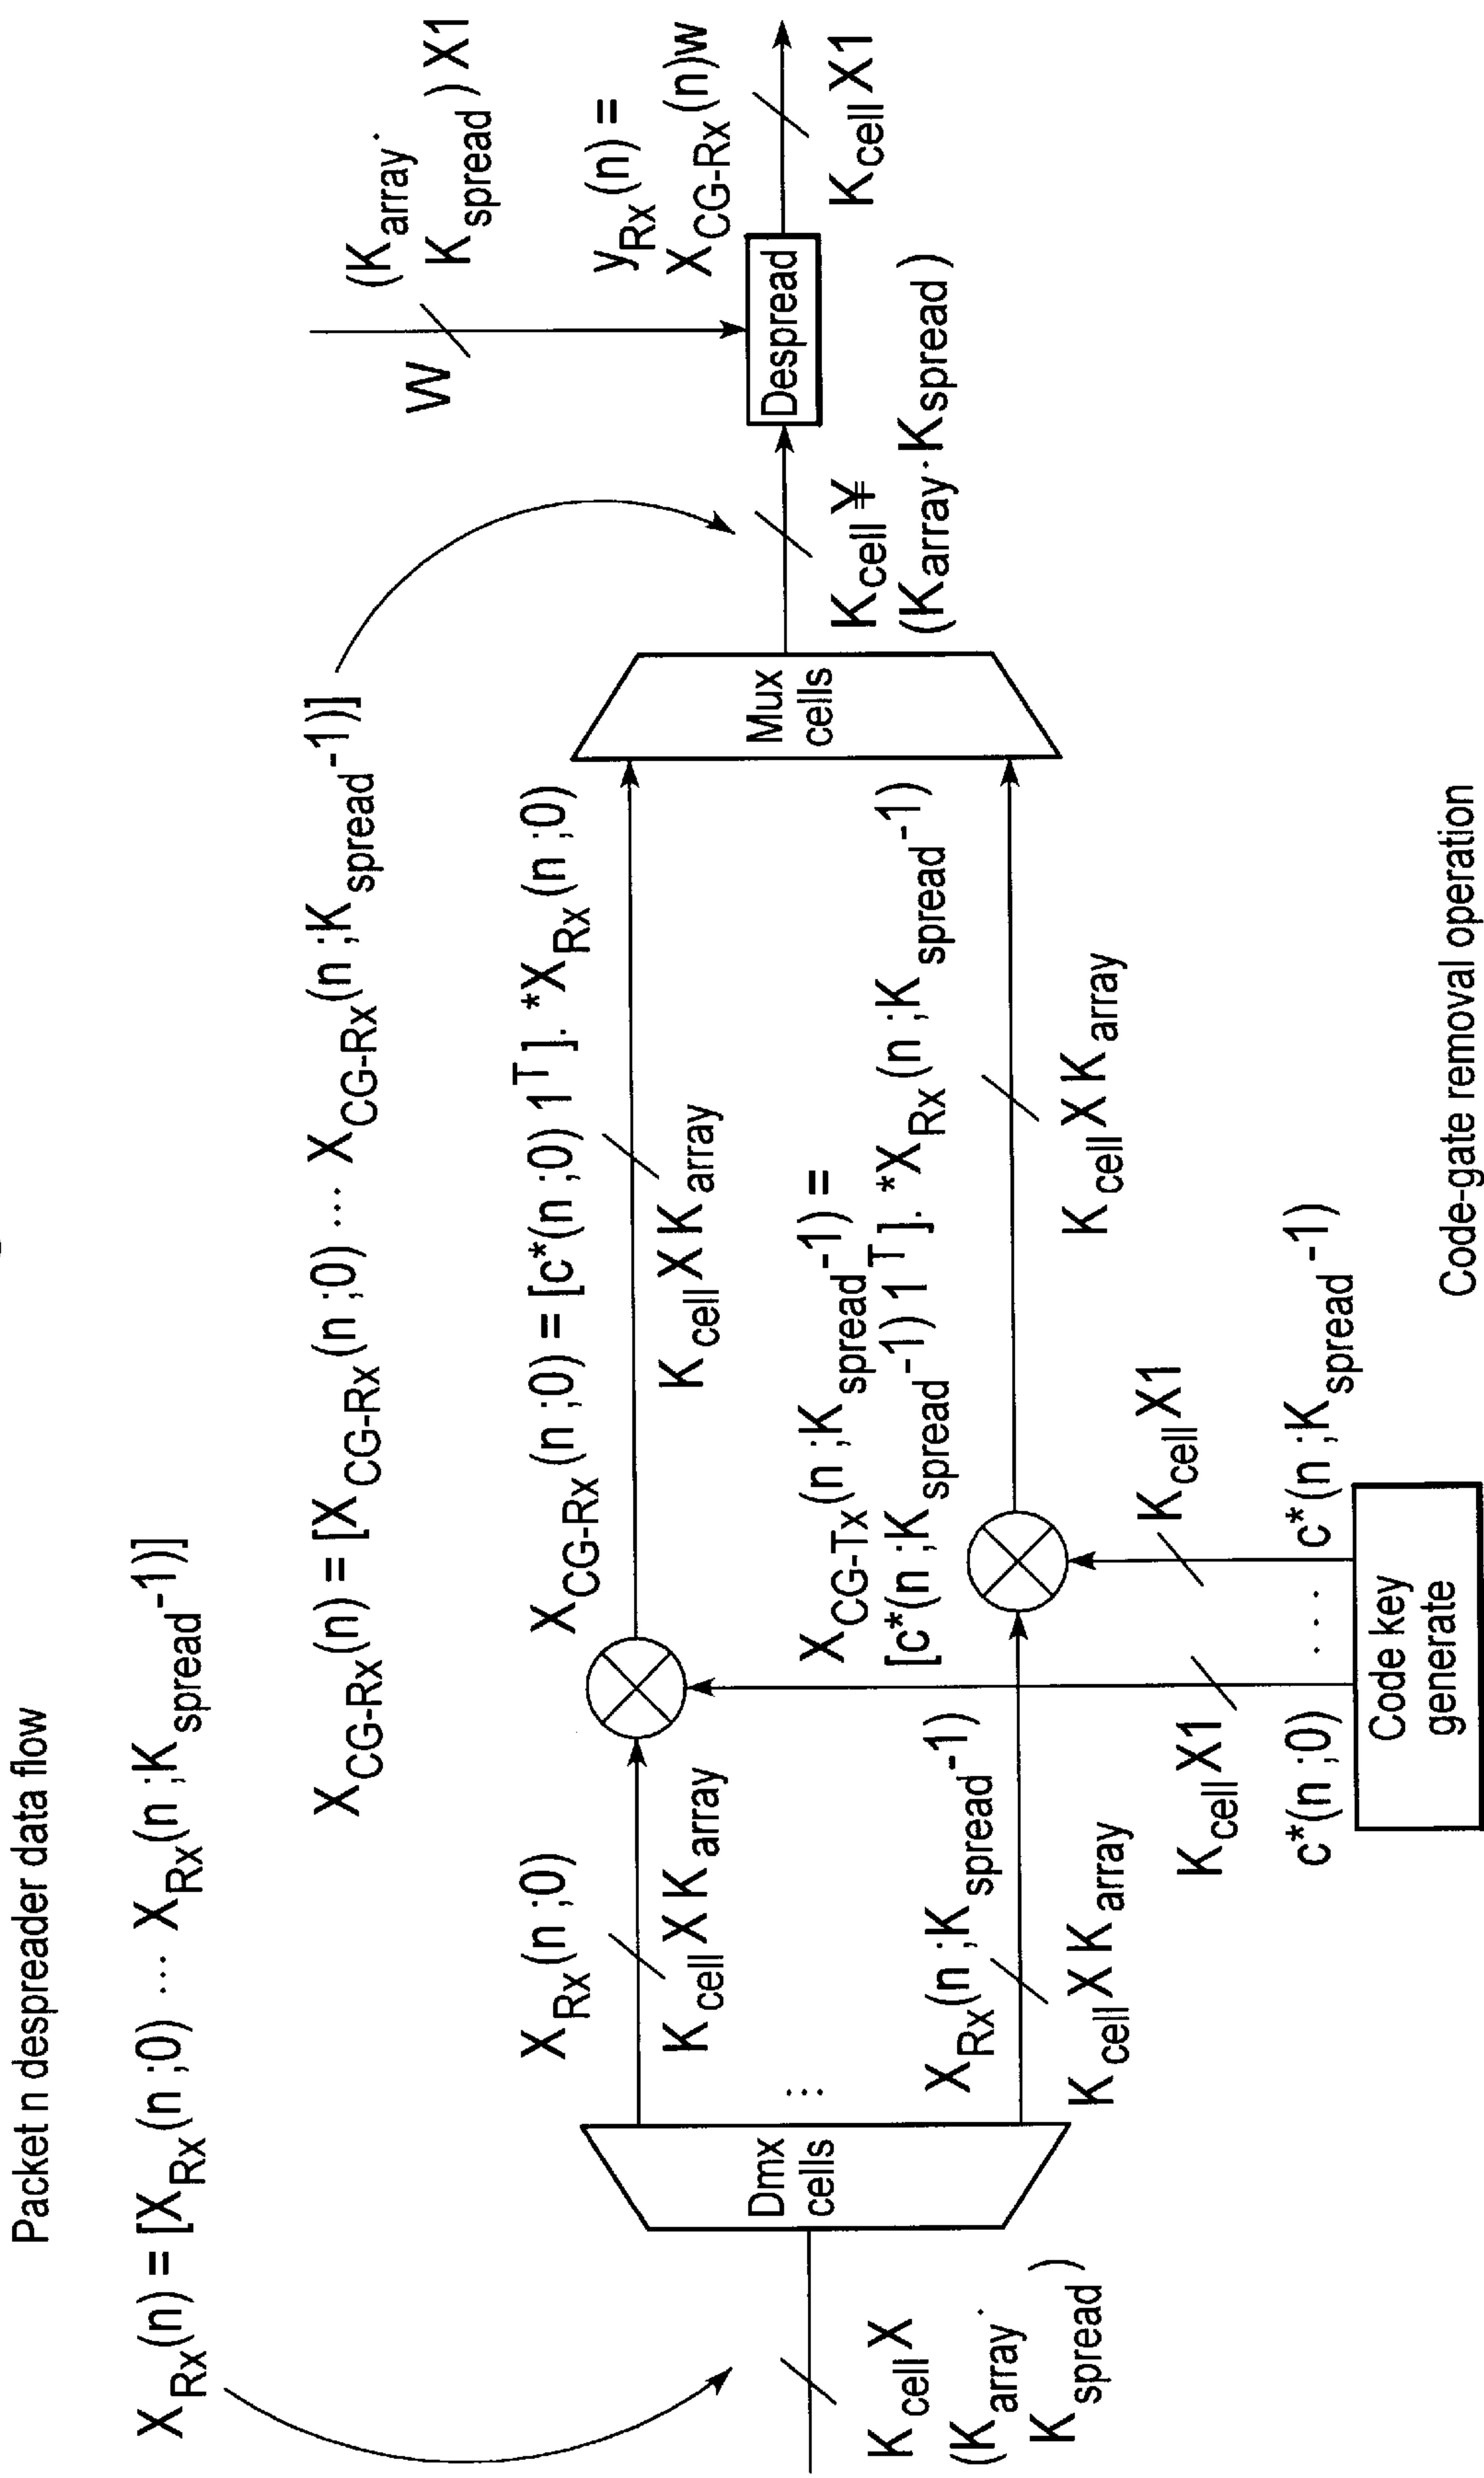 Packet n despreader data flow
X_Rx(n) = [X_Rx(n ;0) ... X_Rx(n ;K_spread-1)]
X_CG-Rx(n) = [X_CG-Rx(n ;0) ... X_CG-Rx(n ;K_spread-1)]
K_cell X
(K_array·
K_spread)
Dmx
cells
X_Rx(n ;0)
K_cell X K_array
⋮
X_Rx(n ;K_spread-1)
K_cell X K_array
X_CG-Rx(n ;0) = [c*(n ;0) 1^T]. *X_Rx(n ;0)
K_cell X K_array
X_CG-Tx(n ;K_spread-1) =
[c*(n ;K_spread-1) 1^T]. *X_Rx(n ;K_spread-1)
K_cell X K_array
K_cell X1
c*(n ;0)
...
K_cell X1
c*(n ;K_spread-1)
Code key
generate
Mux
cells
K_cell ¥
(K_array·K_spread)
W
(K_array·
K_spread) X1
Despread
y_Rx(n) =
X_CG-Rx(n)w
K_cell X1
Code-gate removal operation